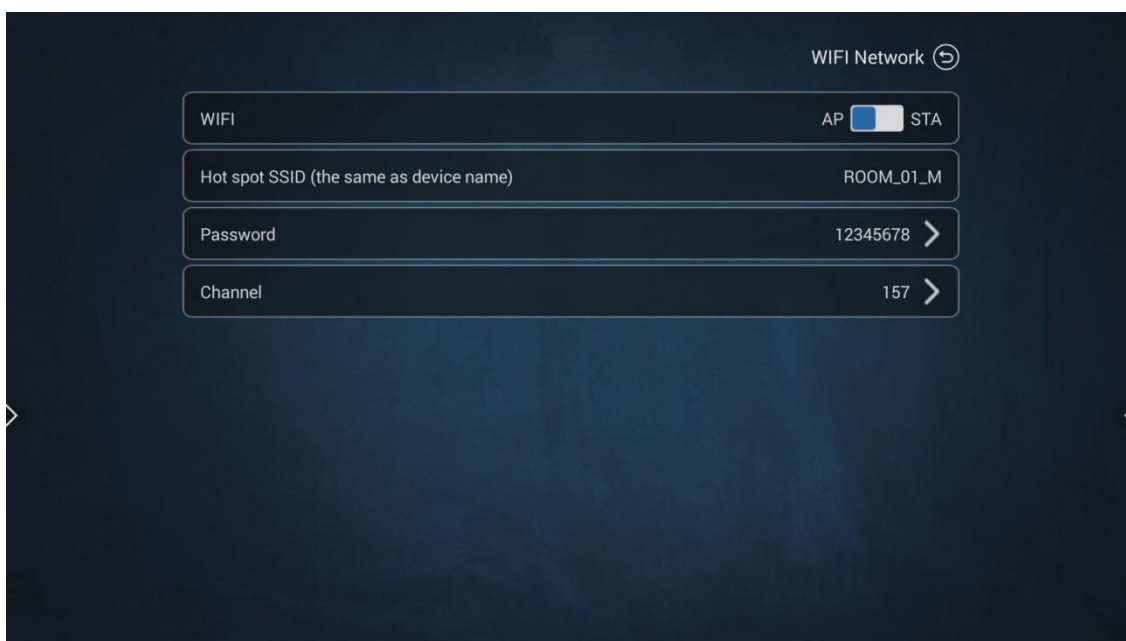 WIFI Network
WIFI AP STA
Hot spot SSID (the same as device name) ROOM_01_M
Password 12345678
Channel 157